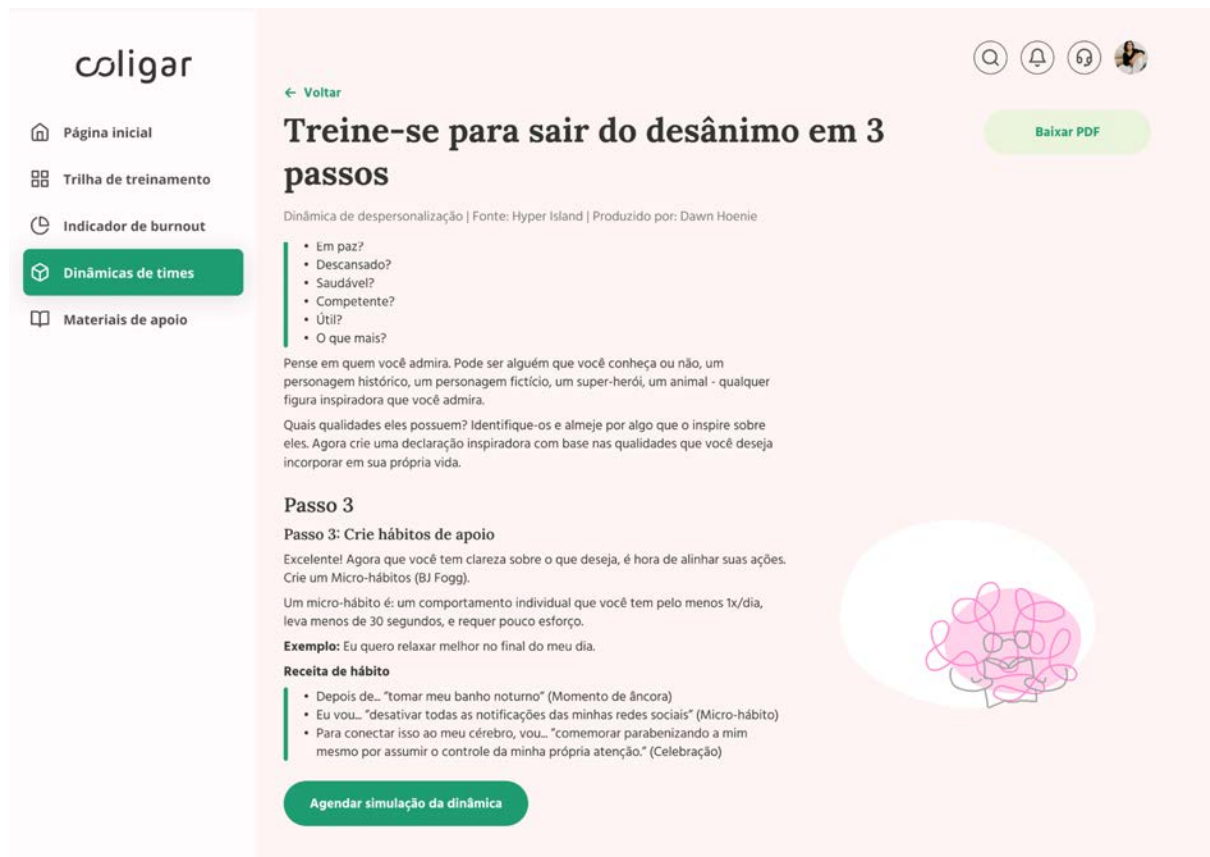 coligar
Página inicial
Trilha de treinamento
Indicador de burnout
Dinâmicas de times
Materiais de apoio
← Voltar
Treine-se para sair do desânimo em 3
passos
Baixar PDF
Dinâmica de despersonalização | Fonte: Hyper Island | Produzido por: Dawn Hoenie
• Em paz?
• Descansado?
• Saudável?
• Competente?
• Útil?
• O que mais?
Pense em quem você admira. Pode ser alguém que você conheça ou não, um
personagem histórico, um personagem fictício, um super-herói, um animal - qualquer
figura inspiradora que você admira.
Quais qualidades eles possuem? Identifique-os e almeje por algo que o inspire sobre
eles. Agora crie uma declaração inspiradora com base nas qualidades que você deseja
incorporar em sua própria vida.
Passo 3
Passo 3: Crie hábitos de apoio
Excelente! Agora que você tem clareza sobre o que deseja, é hora de alinhar suas ações.
Crie um Micro-hábitos (BJ Fogg).
Um micro-hábito é: um comportamento individual que você tem pelo menos 1x/dia,
leva menos de 30 segundos, e requer pouco esforço.
Exemplo: Eu quero relaxar melhor no final do meu dia.
Receita de hábito
• Depois de... "tomar meu banho noturno" (Momento de âncora)
• Eu vou... "desativar todas as notificações das minhas redes sociais" (Micro-hábito)
• Para conectar isso ao meu cérebro, vou... "comemorar parabenizando a mim
mesmo por assumir o controle da minha própria atenção." (Celebração)
Agendar simulação da dinâmica